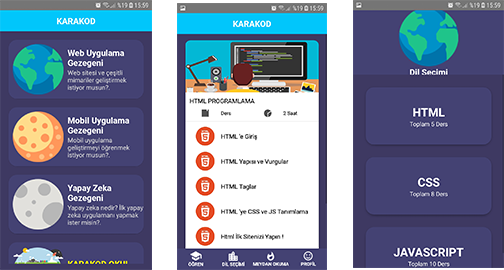 %19 15:59
KARAKOD
Web Uygulama
Gezegeni
Web sitesi ve çeşitli
seminariler geliştirmek
istiyor musun?.
Mobil Uygulama
Gezegeni
Mobil uygulama
geliştirmeyi öğrenmek
istiyor musun?.
Yapay Zeka
Gezegeni
Yapay zeka nedir? İlk yapay
zeka uygulamanı yapmak
ister misin?.
KARAKOD OKUL
%19 15:59
KARAKOD
HTML PROGRAMLAMA
Ders
2 Saat
HTML 'e Giriş
HTML Yapısı ve Vurgular
HTML Taglar
HTML 'ye CSS ve JS Tanımlama
Html İlk Sitenizi Yapın !
ÖĞREN
DİL SEÇİMİ
MEYDAN OKUMA
PROFİL
%19 15:59
Dil Seçimi
HTML
Toplam 5 Ders
CSS
Toplam 8 Ders
JAVASCRIPT
Toplam 10 Ders